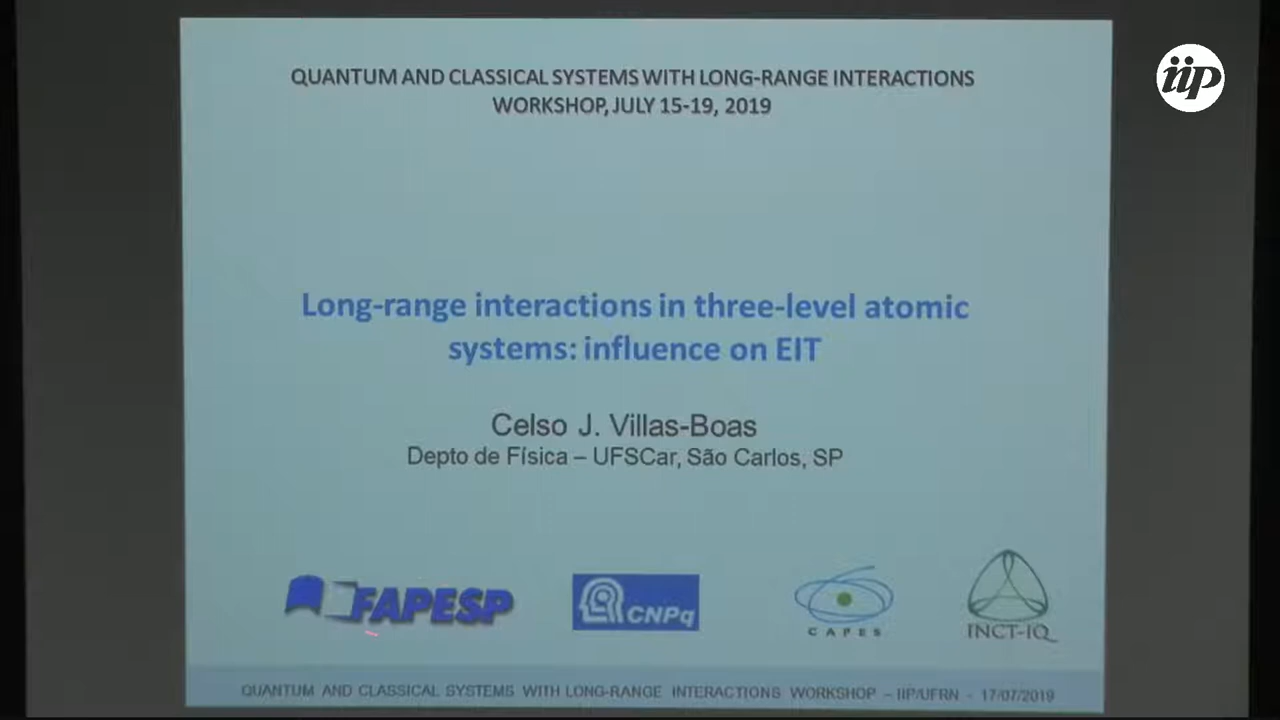 iip
QUANTUM AND CLASSICAL SYSTEMS WITH LONG-RANGE INTERACTIONS
WORKSHOP, JULY 15-19, 2019
Long-range interactions in three-level atomic
systems: influence on EIT
Celso J. Villas-Boas
Depto de Física – UFSCar, São Carlos, SP
FAPESP
CNPq
CAPES
INCT-IQ
QUANTUM AND CLASSICAL SYSTEMS WITH LONG-RANGE INTERACTIONS WORKSHOP – IIP/UFRN - 17/07/2019